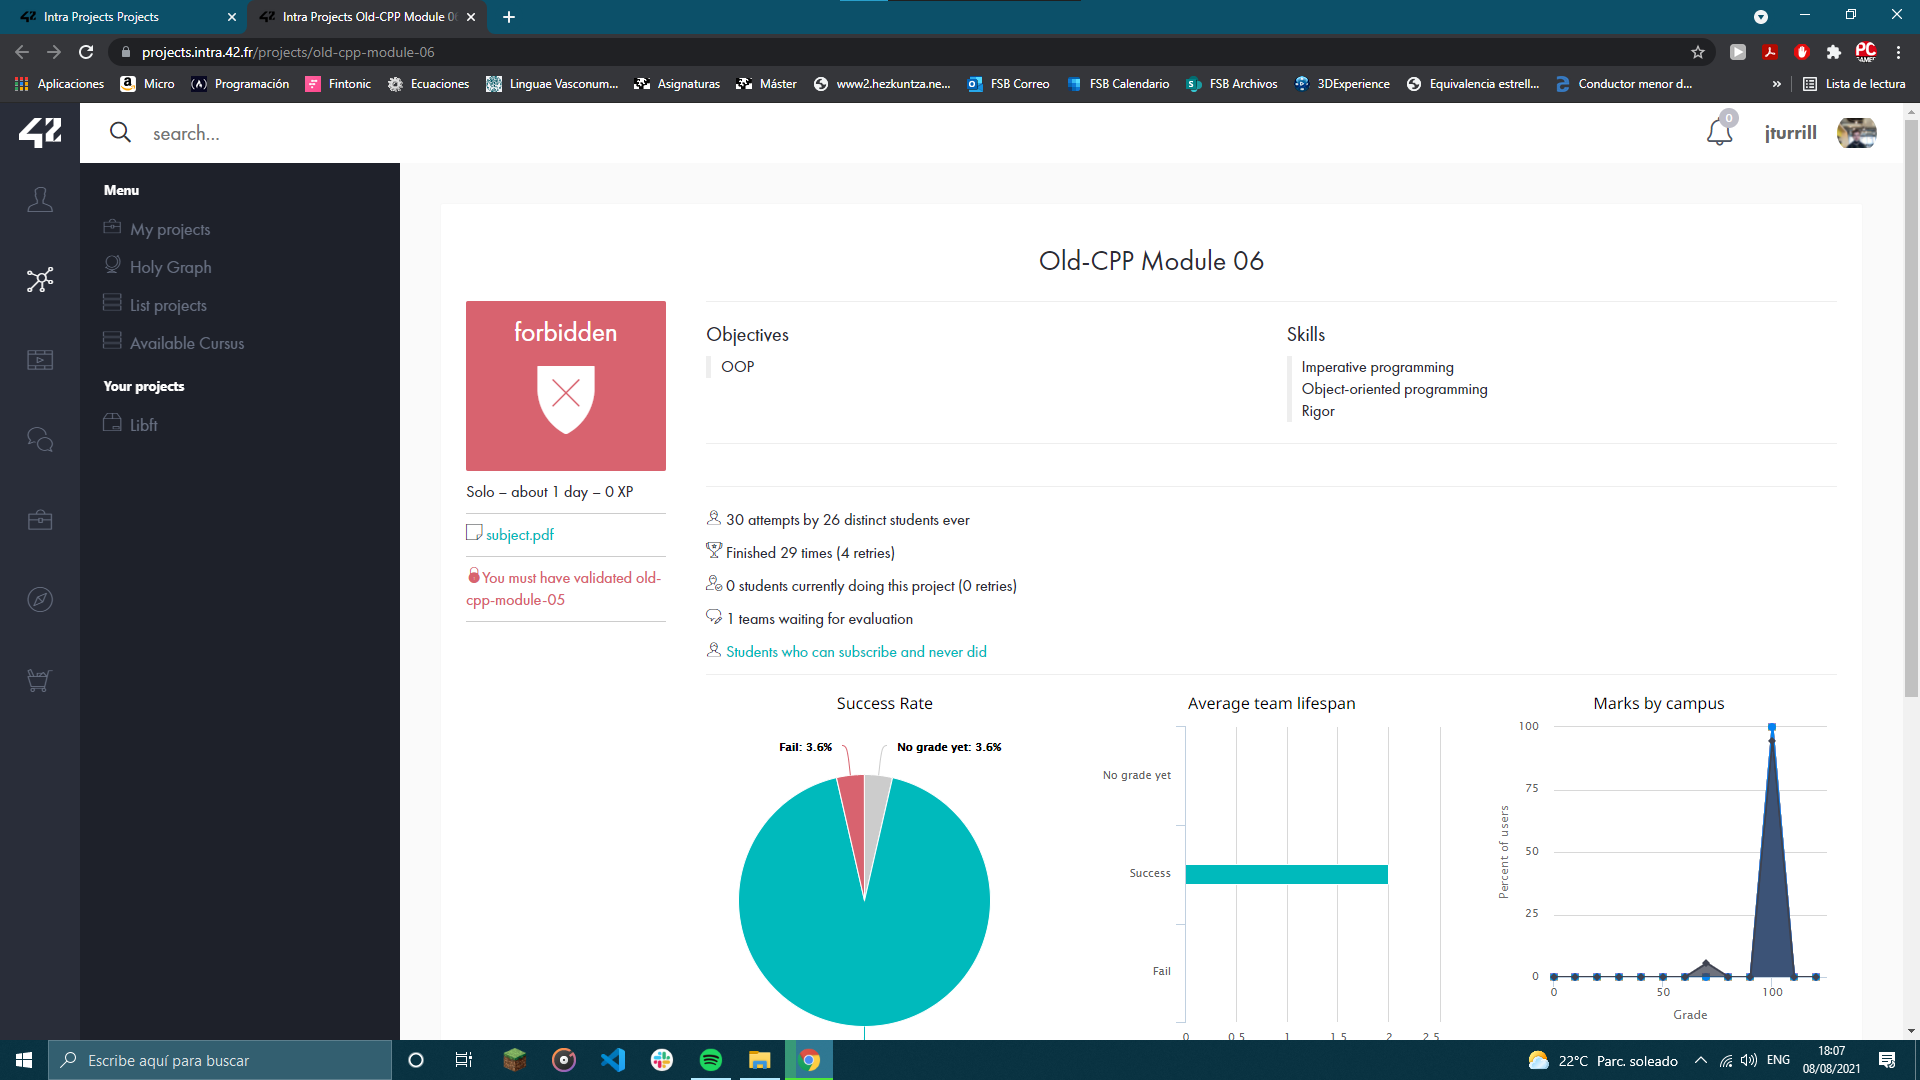 Intra Projects Projects
Intra Projects Old-CPP Module 0
projects.intra.42.fr/projects/old-cpp-module-06
Aplicaciones
Micro
Programación
Fintonic
Ecuaciones
Linguae Vasconum...
Asignaturas
Máster
www2.hezkuntza.ne...
FSB Correo
FSB Calendario
FSB Archivos
3DExperience
Equivalencia estrell...
Conductor menor d...
»
Lista de lectura
42
search...
0
jturrill
Menu
My projects
Holy Graph
List projects
Available Cursus
Your projects
Libft
Old-CPP Module 06
forbidden
Solo – about 1 day – 0 XP
subject.pdf
You must have validated old-
cpp-module-05
Objectives
OOP
Skills
Imperative programming
Object-oriented programming
Rigor
30 attempts by 26 distinct students ever
Finished 29 times (4 retries)
0 students currently doing this project (0 retries)
1 teams waiting for evaluation
Students who can subscribe and never did
Success Rate
Fail: 3.6%
No grade yet: 3.6%
Average team lifespan
No grade yet
Success
Fail
0 0.5 1 1.5 2 2.5
Marks by campus
Percent of users
100
75
50
25
0
0 50 100
Grade
Escribe aquí para buscar
22°C Parc. soleado
ENG
18:07
08/08/2021